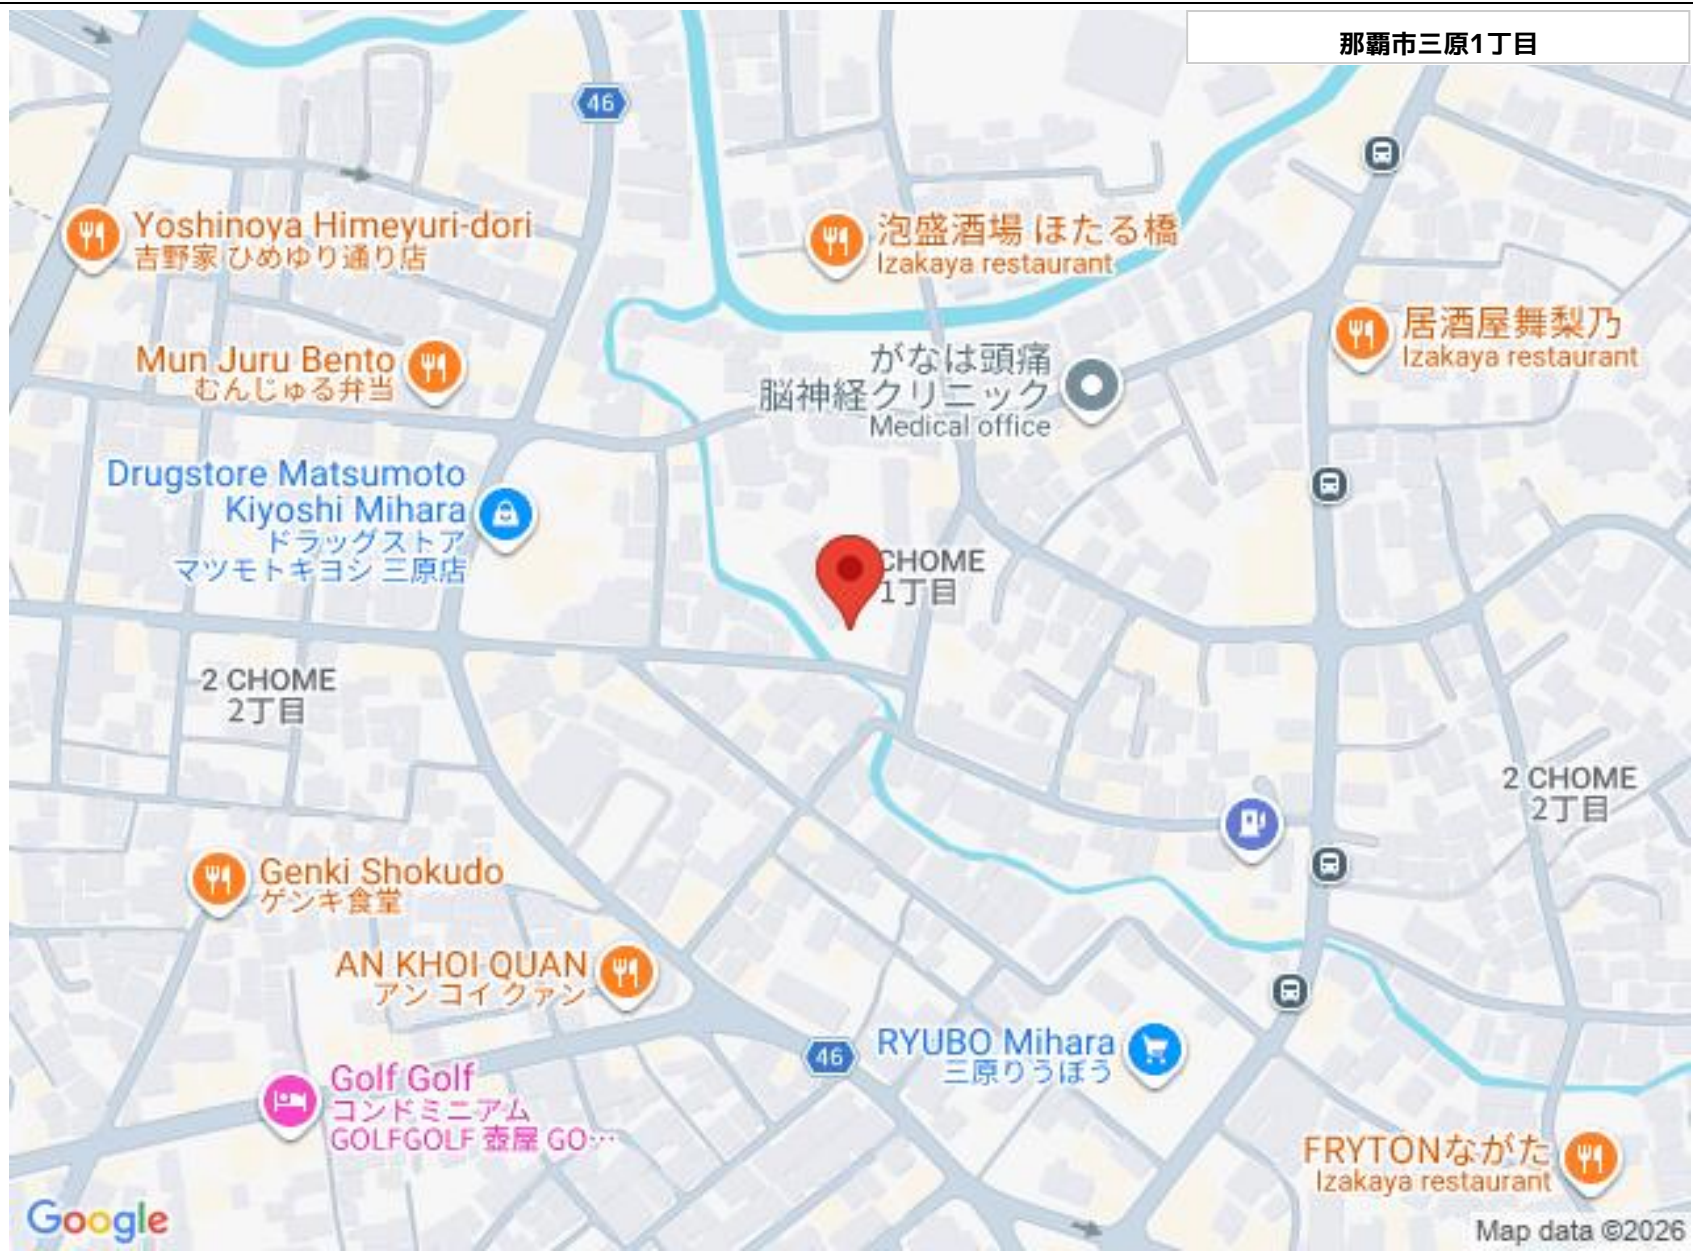 那覇市三原1丁目
46
Yoshinoya Himeyuri-dori
吉野家 ひめゆり通り店
泡盛酒場 ほたる橋
Izakaya restaurant
居酒屋舞梨乃
Izakaya restaurant
Mun Juru Bento
むんじゅる弁当
がなは頭痛
脳神経クリニック
Medical office
Drugstore Matsumoto
Kiyoshi Mihara
ドラッグストア
マツモトキヨシ 三原店
CHOME
1丁目
2 CHOME
2丁目
2 CHOME
2丁目
Genki Shokudo
ゲンキ食堂
AN KHOI QUAN
アン コイ クァン
46
RYUBO Mihara
三原りうぼう
Golf Golf
コンドミニアム
GOLFGOLF 壺屋 GO…
FRYTONながた
Izakaya restaurant
Google
Map data ©2026